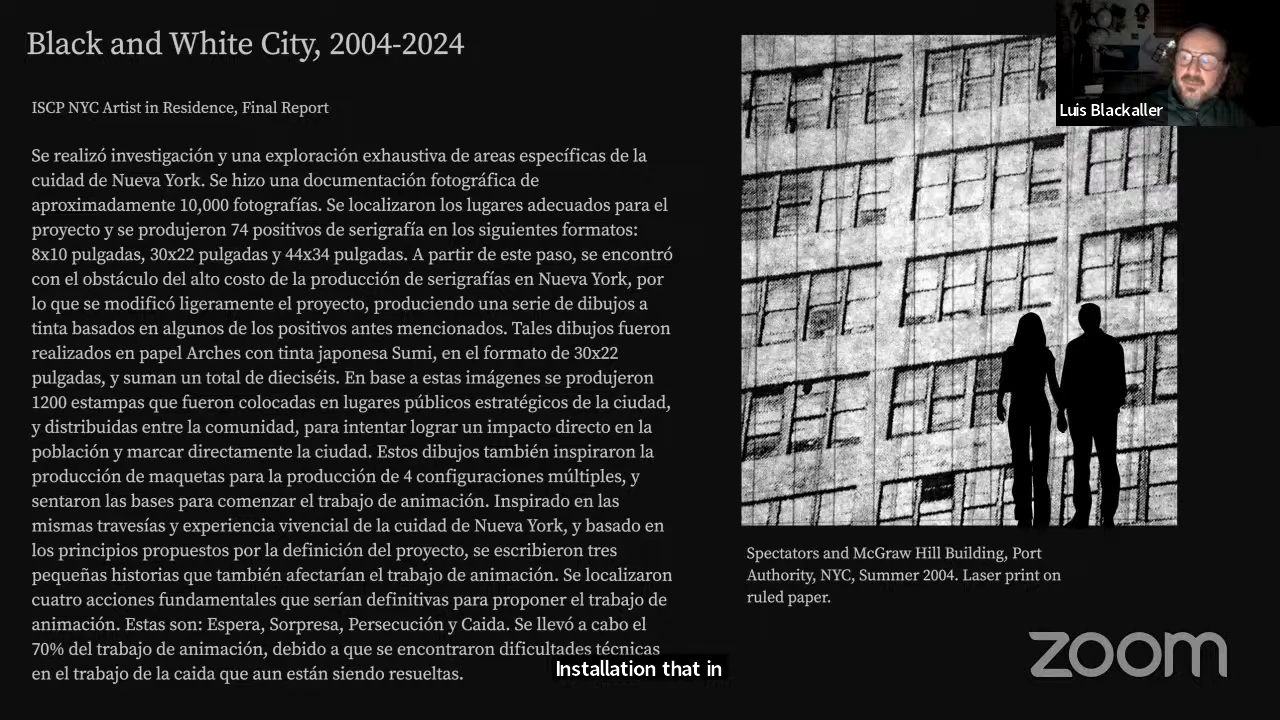 Black and White City, 2004-2024
ISCP NYC Artist in Residence, Final Report
Se realizó investigación y una exploración exhaustiva de areas específicas de la
cuidad de Nueva York. Se hizo una documentación fotográfica de
aproximadamente 10,000 fotografías. Se localizaron los lugares adecuados para el
proyecto y se produjeron 74 positivos de serigrafía en los siguientes formatos:
8x10 pulgadas, 30x22 pulgadas y 44x34 pulgadas. A partir de este paso, se encontró
con el obstáculo del alto costo de la producción de serigrafías en Nueva York, por
lo que se modificó ligeramente el proyecto, produciendo una serie de dibujos a
tinta basados en algunos de los positivos antes mencionados. Tales dibujos fueron
realizados en papel Arches con tinta japonesa Sumi, en el formato de 30x22
pulgadas, y suman un total de dieciséis. En base a estas imágenes se produjeron
1200 estampas que fueron colocadas en lugares públicos estratégicos de la ciudad,
y distribuidas entre la comunidad, para intentar lograr un impacto directo en la
población y marcar directamente la ciudad. Estos dibujos también inspiraron la
producción de maquetas para la producción de 4 configuraciones múltiples, y
sentaron las bases para comenzar el trabajo de animación. Inspirado en las
mismas travesías y experiencia vivencial de la cuidad de Nueva York, y basado en
los principios propuestos por la definición del proyecto, se escribieron tres
pequeñas historias que también afectarían el trabajo de animación. Se localizaron
cuatro acciones fundamentales que serían definitivas para proponer el trabajo de
animación. Estas son: Espera, Sorpresa, Persecución y Caida. Se llevó a cabo el
70% del trabajo de animación, debido a que se encontraron dificultades técnicas
en el trabajo de la caida que aun están siendo resueltas.
Luis Blackaller
Spectators and McGraw Hill Building, Port
Authority, NYC, Summer 2004. Laser print on
ruled paper.
Installation that in
zoom